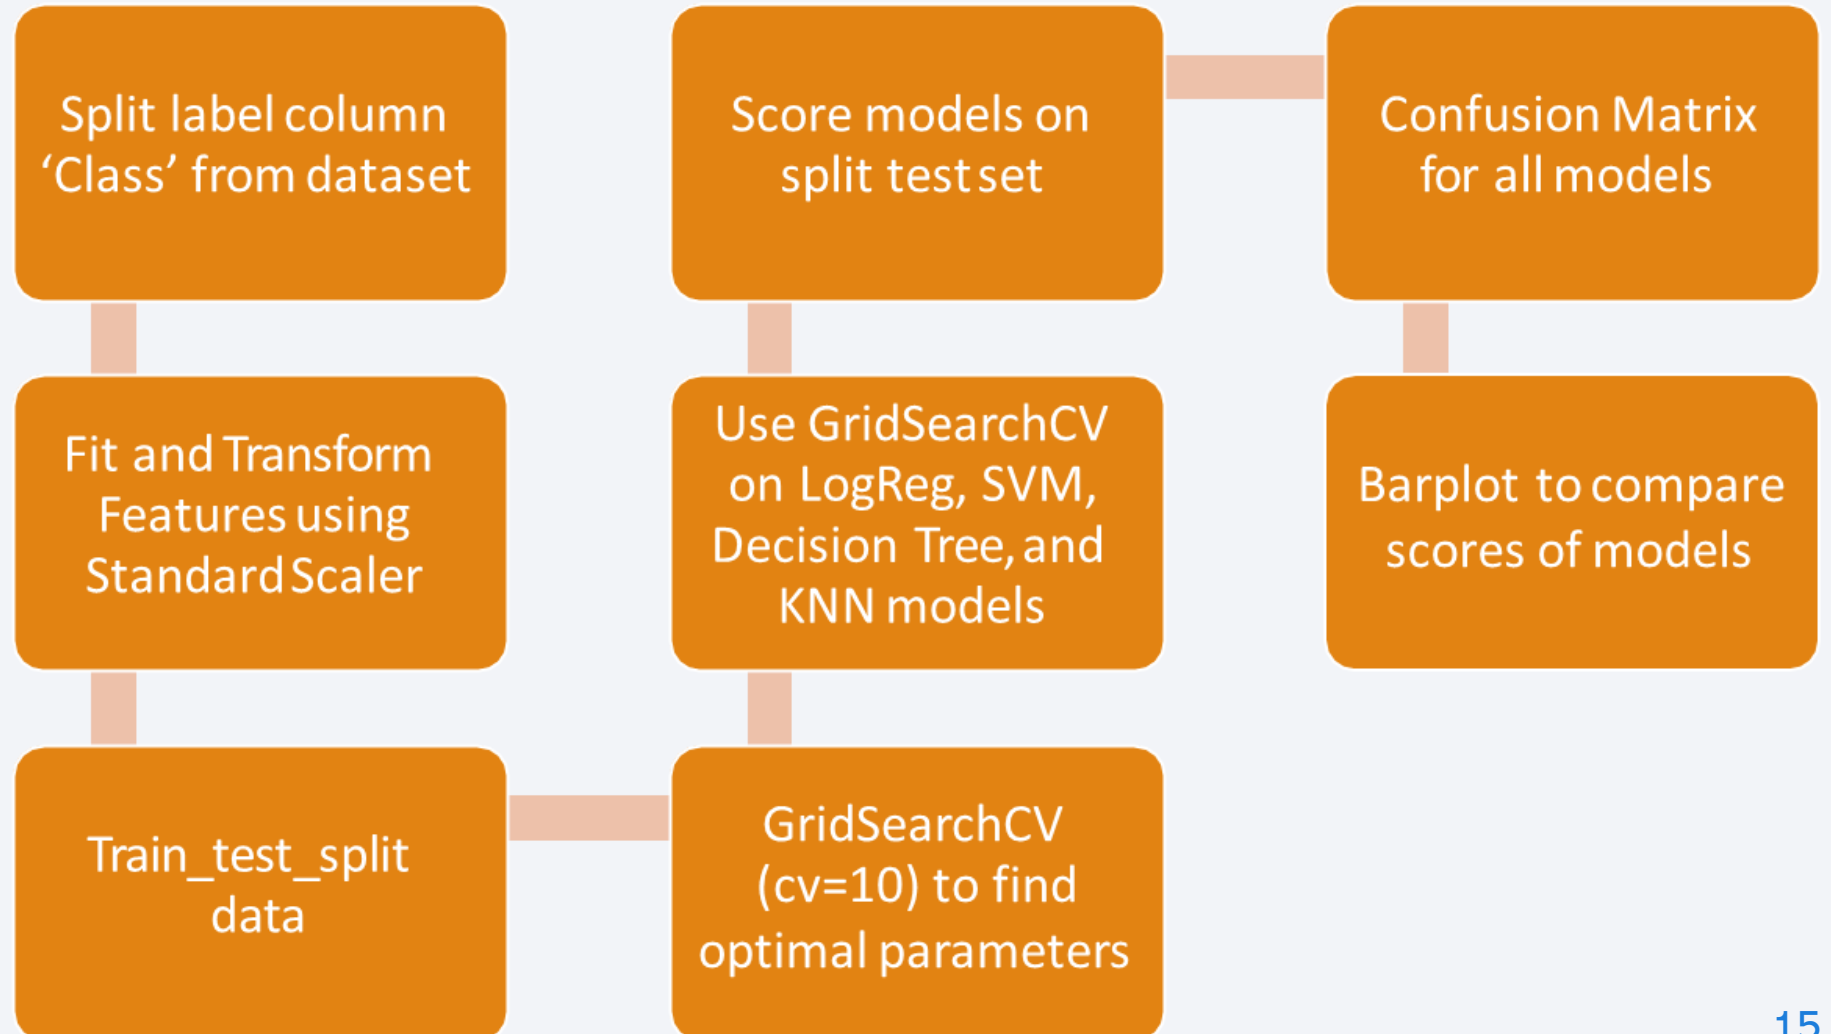 Split label column
‘Class’ from dataset
Fit and Transform
Features using
Standard Scaler
Train_test_split
data
GridSearchCV
(cv=10) to find
optimal parameters
Use GridSearchCV
on LogReg, SVM,
Decision Tree, and
KNN models
Score models on
split test set
Confusion Matrix
for all models
Barplot to compare
scores of models
15